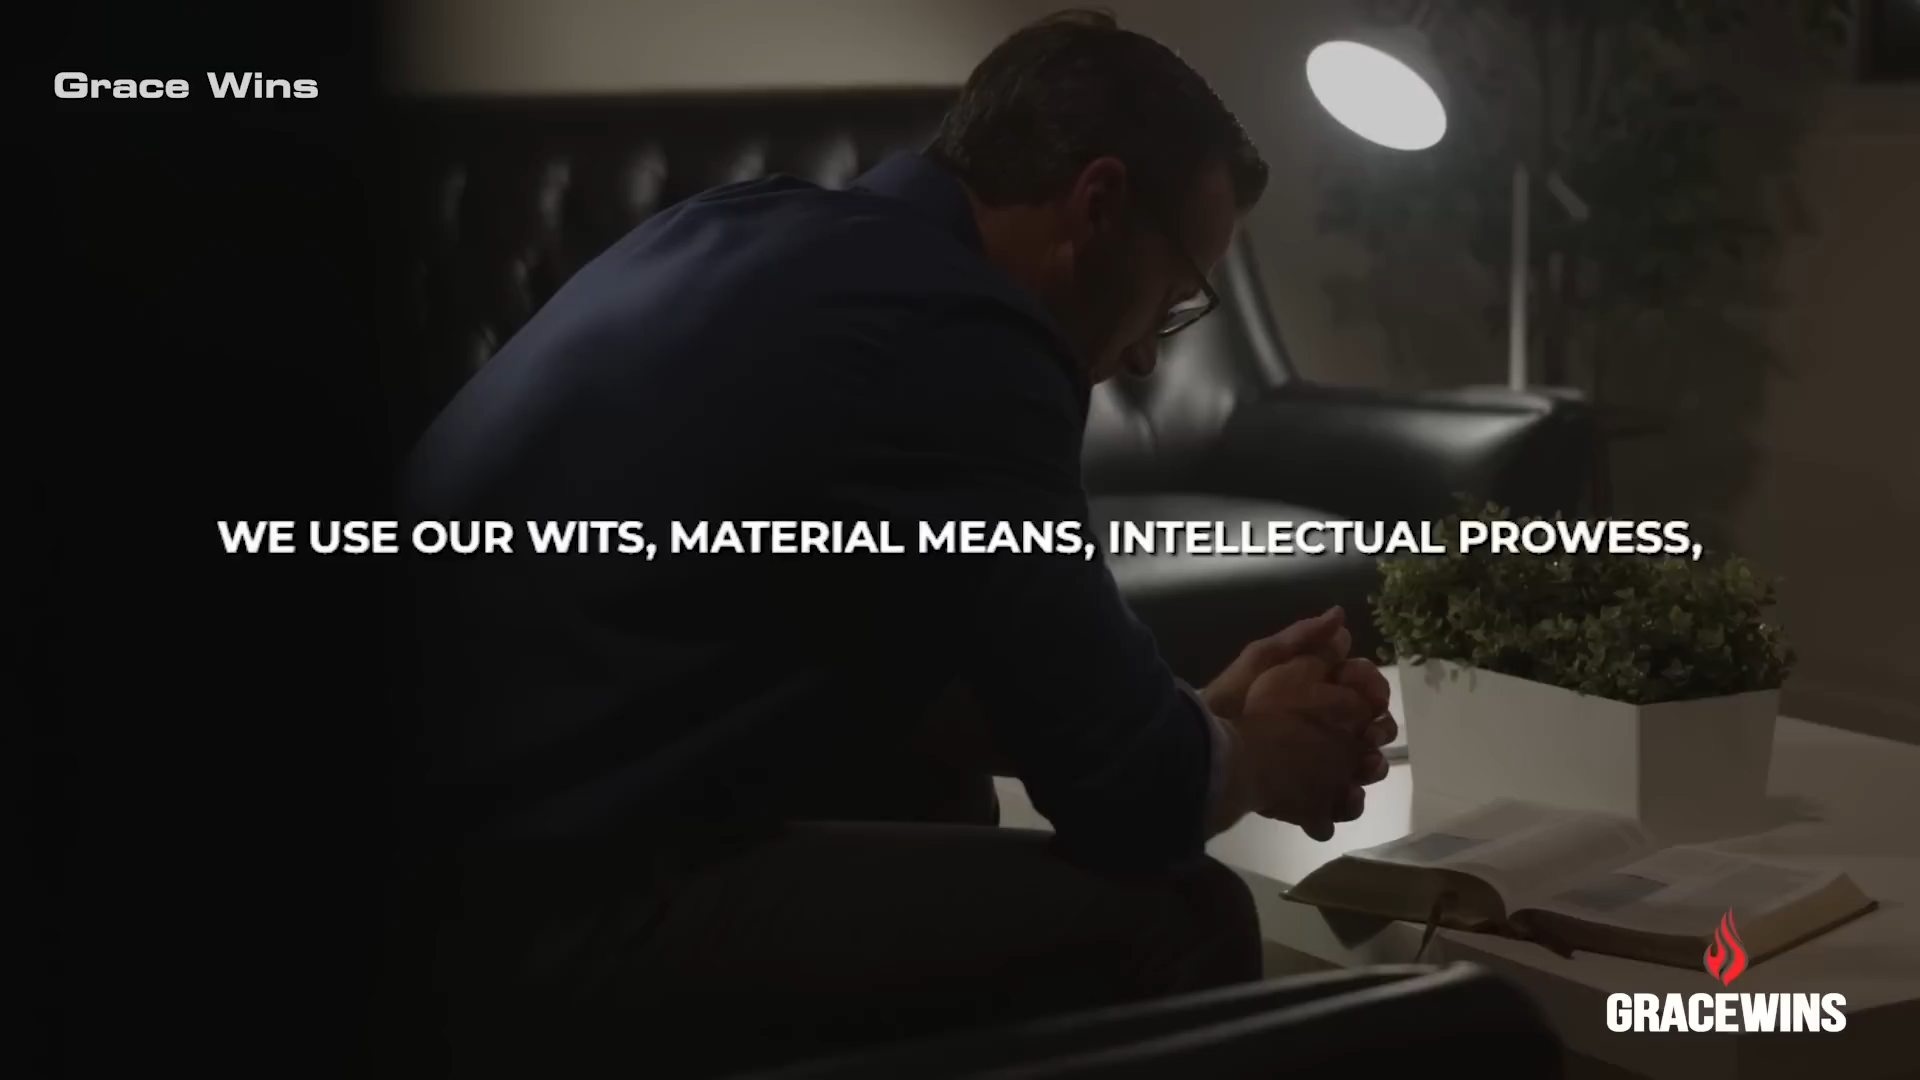 Grace Wins
WE USE OUR WITS, MATERIAL MEANS, INTELLECTUAL PROWESS,
GRACEWINS